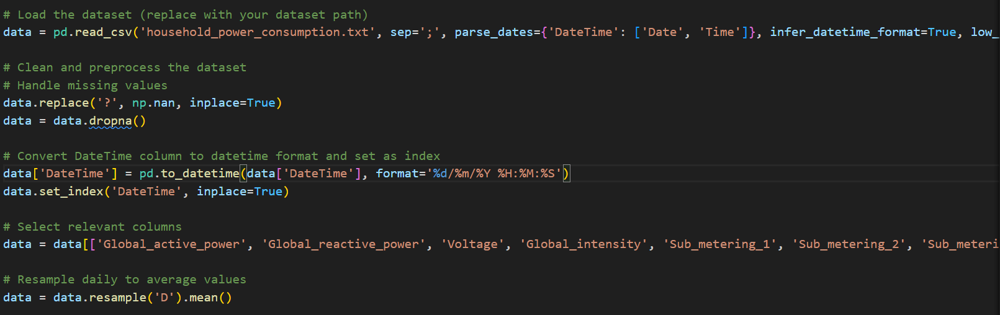 # Load the dataset (replace with your dataset path)
data = pd.read_csv('household_power_consumption.txt', sep=';', parse_dates={'DateTime': ['Date', 'Time']}, infer_datetime_format=True, low_
# Clean and preprocess the dataset
# Handle missing values
data.replace('?', np.nan, inplace=True)
data = data.dropna()
# Convert DateTime column to datetime format and set as index
data['DateTime'] = pd.to_datetime(data['DateTime'], format='%d/%m/%Y %H:%M:%S')
data.set_index('DateTime', inplace=True)
# Select relevant columns
data = data[['Global_active_power', 'Global_reactive_power', 'Voltage', 'Global_intensity', 'Sub_metering_1', 'Sub_metering_2', 'Sub_meteri
# Resample daily to average values
data = data.resample('D').mean()